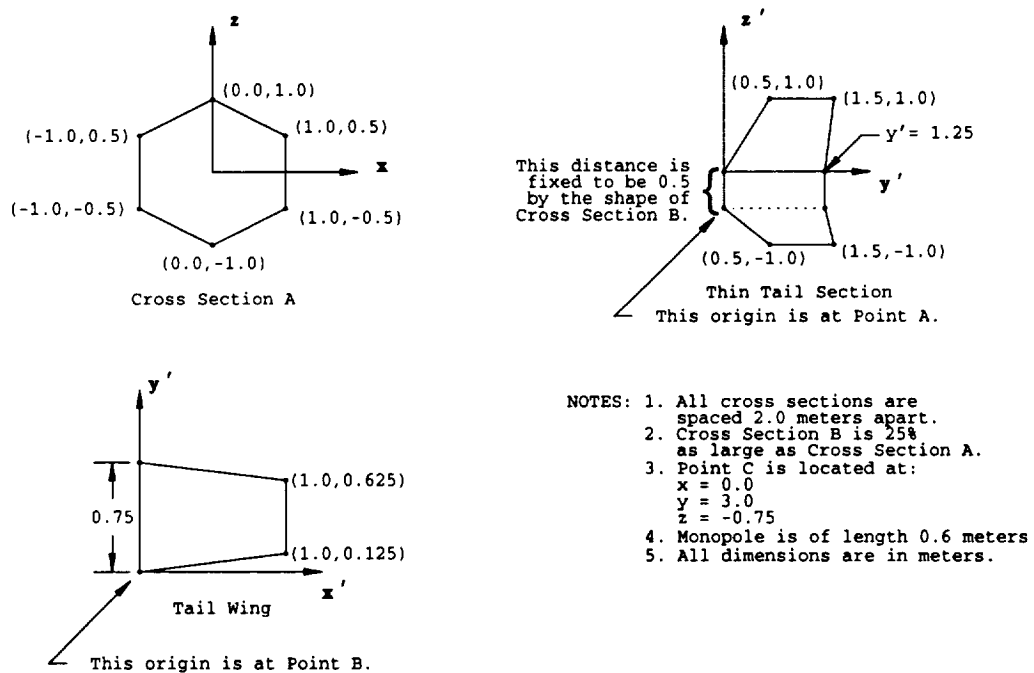 z
(0.0,1.0)
(-1.0,0.5)
(1.0,0.5)
x
(-1.0,-0.5)
(1.0,-0.5)
(0.0,-1.0)
Cross Section A
z '
(0.5,1.0)
(1.5,1.0)
y'= 1.25
This distance is
fixed to be 0.5
by the shape of
Cross Section B.
y '
(0.5,-1.0)
(1.5,-1.0)
Thin Tail Section
This origin is at Point A.
y '
(1.0,0.625)
0.75
(1.0,0.125)
x '
Tail Wing
This origin is at Point B.
NOTES: 1. All cross sections are
spaced 2.0 meters apart.
2. Cross Section B is 25%
as large as Cross Section A.
3. Point C is located at:
x = 0.0
y = 3.0
z = -0.75
4. Monopole is of length 0.6 meters
5. All dimensions are in meters.